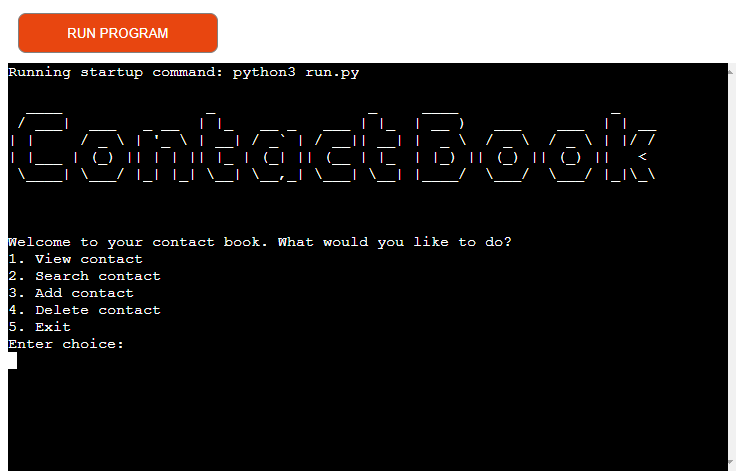 RUN PROGRAM
Running startup command: python3 run.py
ContactBook
Welcome to your contact book. What would you like to do?
1. View contact
2. Search contact
3. Add contact
4. Delete contact
5. Exit
Enter choice: